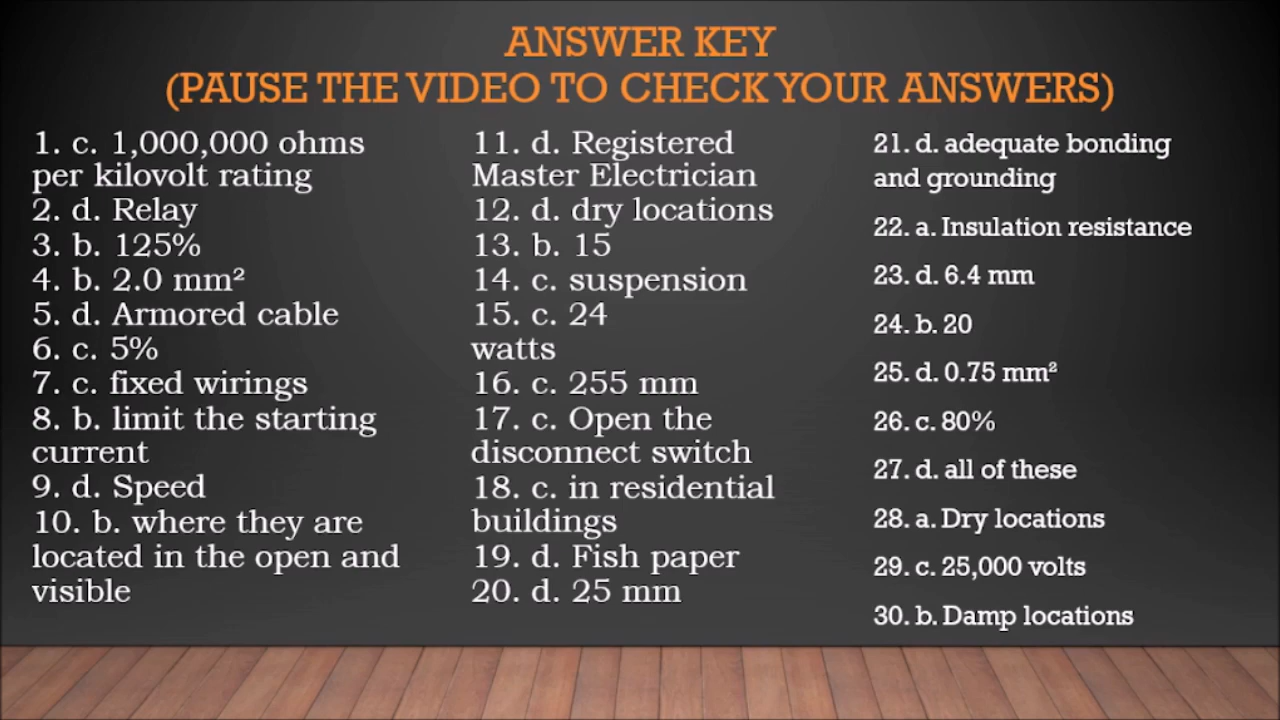 ANSWER KEY
(PAUSE THE VIDEO TO CHECK YOUR ANSWERS)
1. c. 1,000,000 ohms
per kilovolt rating
2. d. Relay
3. b. 125%
4. b. 2.0 mm²
5. d. Armored cable
6. c. 5%
7. c. fixed wirings
8. b. limit the starting
current
9. d. Speed
10. b. where they are
located in the open and
visible
11. d. Registered
Master Electrician
12. d. dry locations
13. b. 15
14. c. suspension
15. c. 24
watts
16. c. 255 mm
17. c. Open the
disconnect switch
18. c. in residential
buildings
19. d. Fish paper
20. d. 25 mm
21. d. adequate bonding
and grounding
22. a. Insulation resistance
23. d. 6.4 mm
24. b. 20
25. d. 0.75 mm²
26. c. 80%
27. d. all of these
28. a. Dry locations
29. c. 25,000 volts
30. b. Damp locations